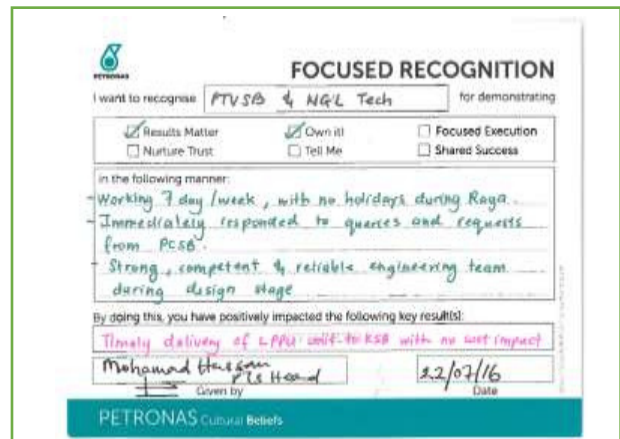 PETRONAS
FOCUSED RECOGNITION
I want to recognise PTVSB & NGL Tech for demonstrating
Results Matter Own it! Focused Execution
Nurture Trust Tell Me Shared Success
in the following manner:
- Working 7 day/week, with no holidays during Raya.
- Immediately responded to queries and requests
from PCSB.
- Strong, competent & reliable engineering team
during design stage
By doing this, you have positively impacted the following key result(s):
Timely delivery of LPPU unit to KSB with no cost impact
Mohamad Hassan
Head 22/07/16
Given by Date
PETRONAS Cultural Beliefs